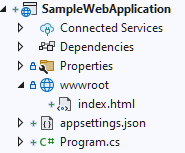 SampleWebApplication
Connected Services
Dependencies
Properties
wwwroot
index.html
appsettings.json
C# Program.cs